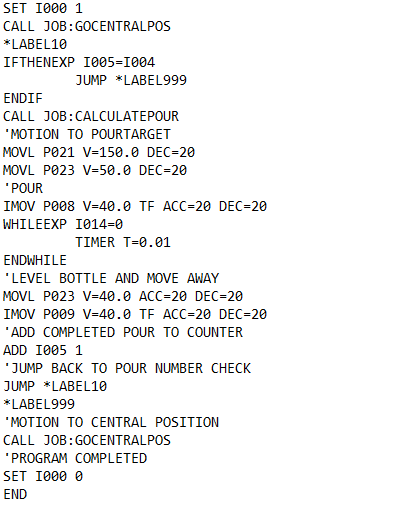 SET I000 1
CALL JOB:GOCENTRALPOS
*LABEL10
IFTHENEXP I005=I004
JUMP *LABEL999
ENDIF
CALL JOB:CALCULATEPOUR
'MOTION TO POURTARGET
MOVL P021 V=150.0 DEC=20
MOVL P023 V=50.0 DEC=20
'POUR
IMOV P008 V=40.0 TF ACC=20 DEC=20
WHILEEXP I014=0
TIMER T=0.01
ENDWHILE
'LEVEL BOTTLE AND MOVE AWAY
MOVL P023 V=40.0 ACC=20 DEC=20
IMOV P009 V=40.0 TF ACC=20 DEC=20
'ADD COMPLETED POUR TO COUNTER
ADD I005 1
'JUMP BACK TO POUR NUMBER CHECK
JUMP *LABEL10
*LABEL999
'MOTION TO CENTRAL POSITION
CALL JOB:GOCENTRALPOS
'PROGRAM COMPLETED
SET I000 0
END